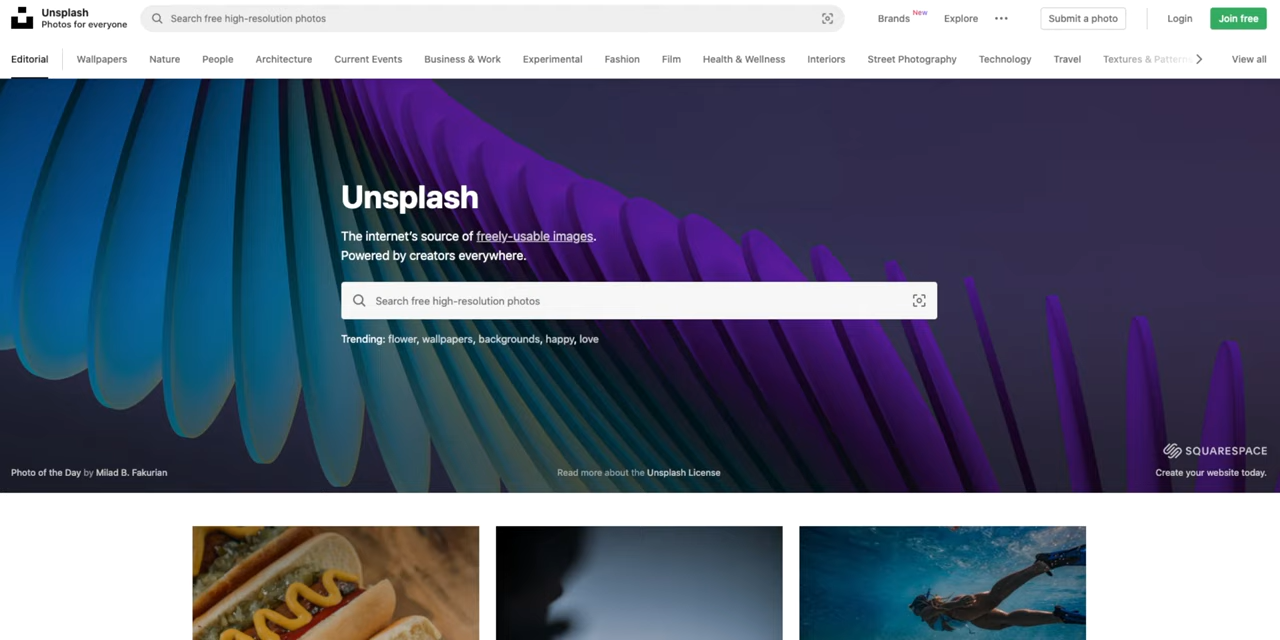 Unsplash
Photos for everyone
Search free high-resolution photos
Brands New
Explore
Submit a photo
Login
Join free
Editorial
Wallpapers
Nature
People
Architecture
Current Events
Business & Work
Experimental
Fashion
Film
Health & Wellness
Interiors
Street Photography
Technology
Travel
Textures & Patterns
View all
Unsplash
The internet's source of freely-usable images.
Powered by creators everywhere.
Search free high-resolution photos
Trending: flower, wallpapers, backgrounds, happy, love
Photo of the Day by Milad B. Fakurian
Read more about the Unsplash License
SQUARESPACE
Create your website today.